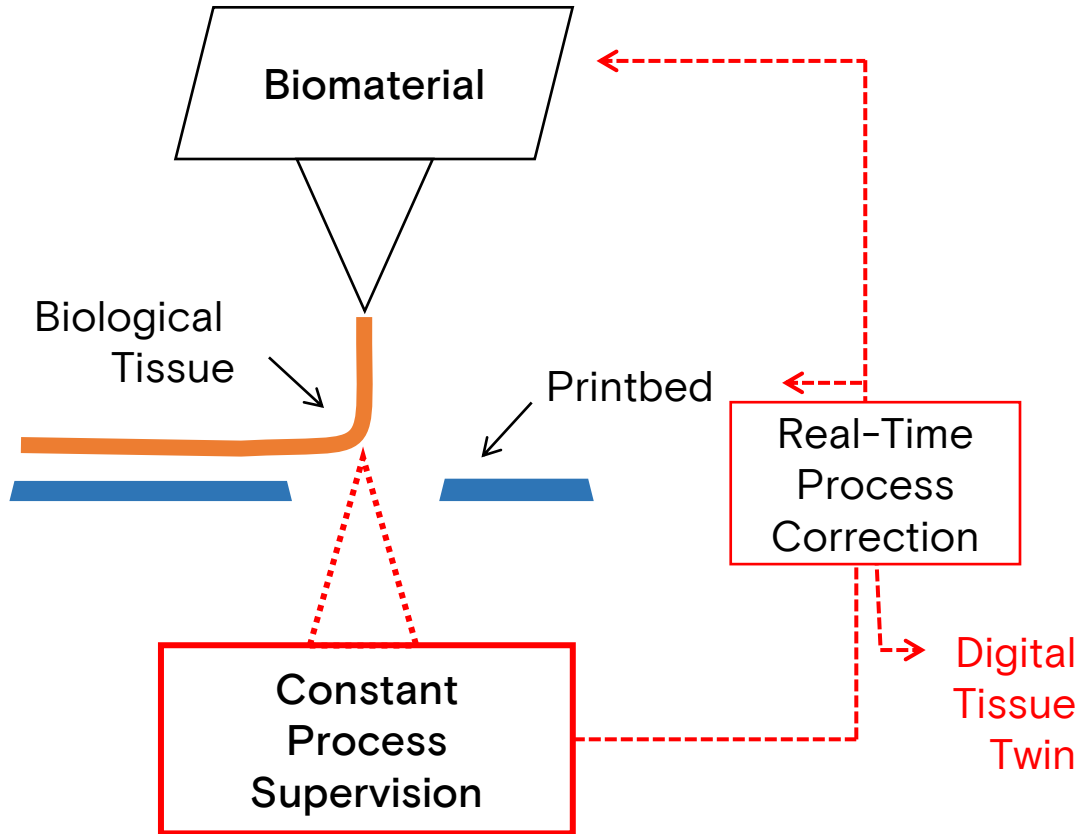 Biomaterial
Biological
Tissue
Printbed
Real-Time
Process
Correction
Constant
Process
Supervision
Digital
Tissue
Twin